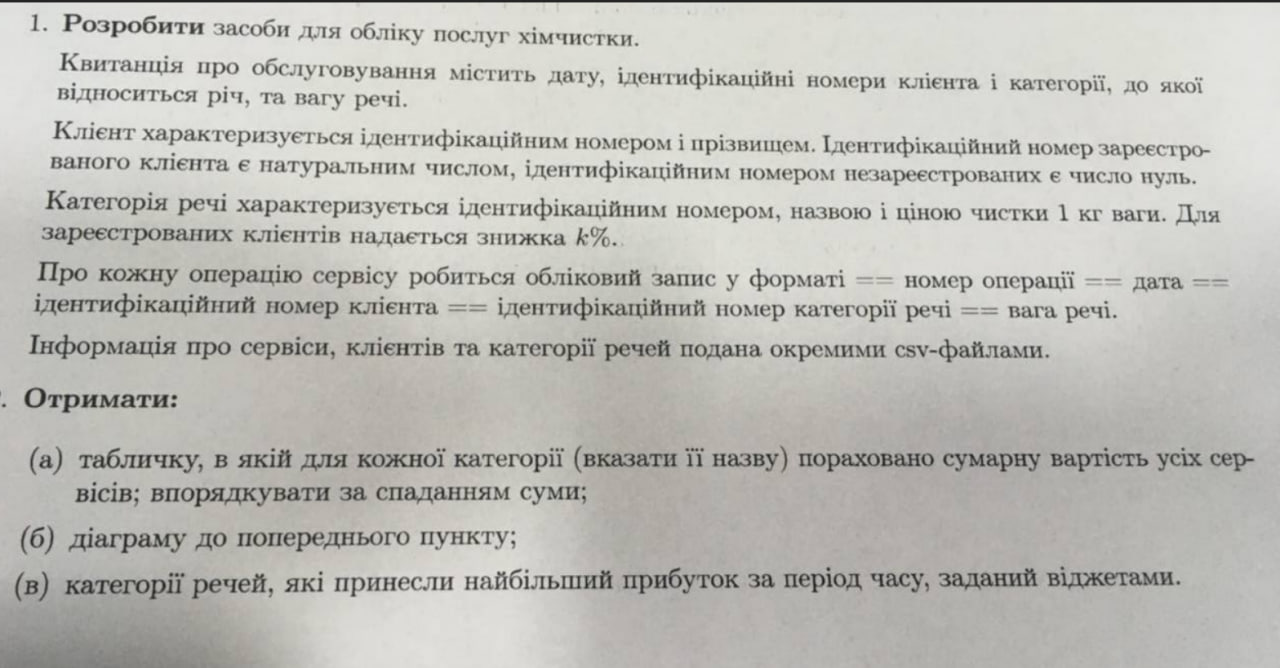 1. Розробити засоби для обліку послуг хімчистки.
Квитанція про обслуговування містить дату, ідентифікаційні номери клієнта і категорії, до якої
відноситься річ, та вагу речі.
Клієнт характеризується ідентифікаційним номером і прізвищем. Ідентифікаційний номер зареєстро-
ваного клієнта є натуральним числом, ідентифікаційним номером незареєстрованих є число нуль.
Категорія речі характеризується ідентифікаційним номером, назвою і ціною чистки 1 кг ваги. Для
зареєстрованих клієнтів надається знижка k%.
Про кожну операцію сервісу робиться обліковий запис у форматі == номер операції == дата ==
ідентифікаційний номер клієнта == ідентифікаційний номер категорії речі == вага речі.
Інформація про сервіси, клієнтів та категорії речей подана окремими csv-файлами.
. Отримати:
(а) табличку, в якій для кожної категорії (вказати її назву) пораховано сумарну вартість усіх сер-
вісів; впорядкувати за спаданням суми;
(б) діаграму до попереднього пункту;
(в) категорії речей, які принесли найбільший прибуток за період часу, заданий віджетами.